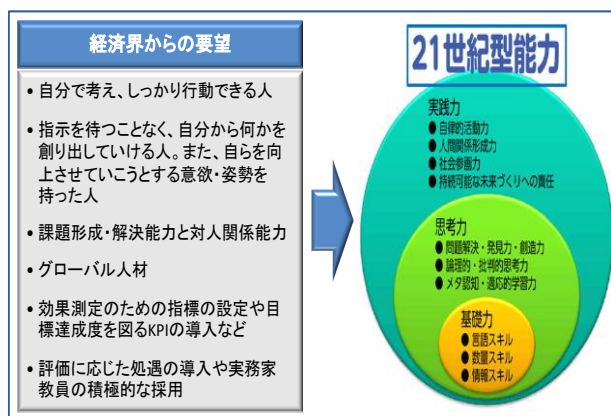 経済界からの要望
• 自分で考え、しっかり行動できる人
• 指示を待つことなく、自分から何かを
創り出していける人。また、自らを向
上させていこうとする意欲・姿勢を
持った人
• 課題形成・解決能力と対人関係能力
• グローバル人材
• 効果測定のための指標の設定や目
標達成度を図るKPIの導入など
• 評価に応じた処遇の導入や実務家
教員の積極的な採用
21世紀型能力
実践力
● 自律的活動力
● 人間関係形成力
● 社会参画力
● 持続可能な未来づくりへの責任
思考力
● 問題解決・発見力・創造力
● 論理的・批判的思考力
● メタ認知・適応的学習力
基礎力
● 言語スキル
● 数量スキル
● 情報スキル